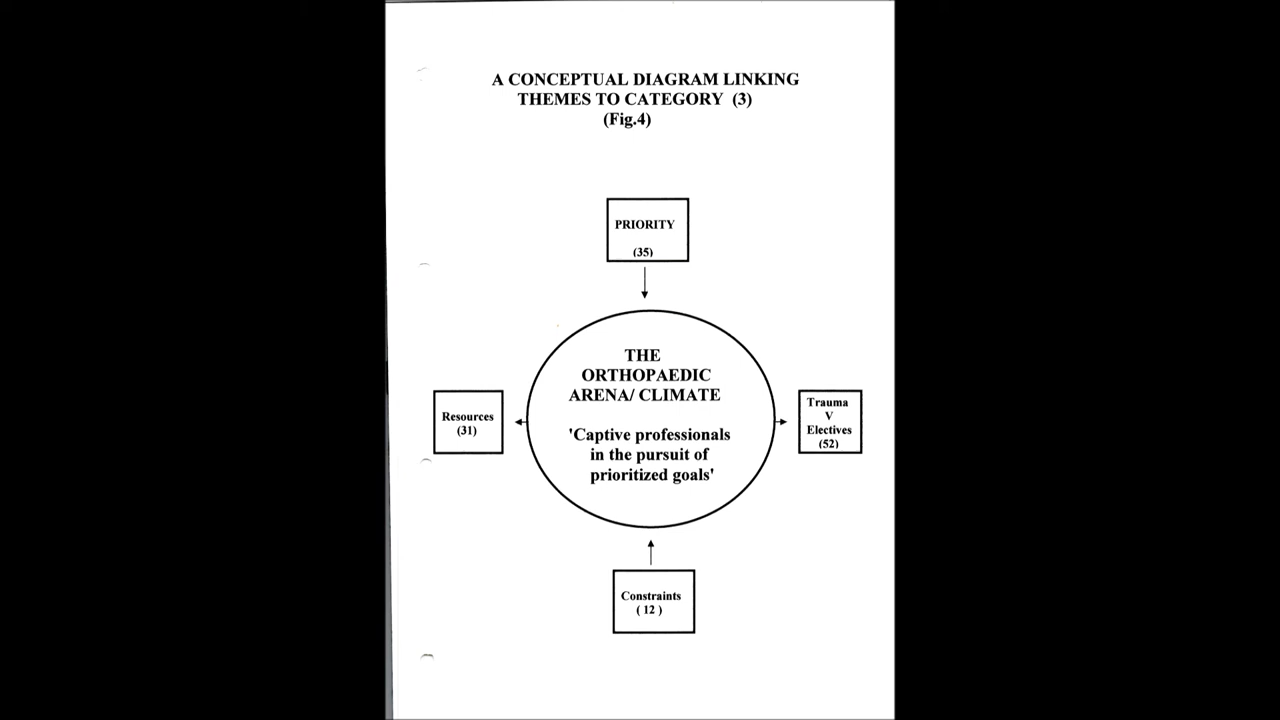 A CONCEPTUAL DIAGRAM LINKING
THEMES TO CATEGORY (3)
(Fig.4)
PRIORITY
(35)
THE
ORTHOPAEDIC
ARENA/ CLIMATE
'Captive professionals
in the pursuit of
prioritized goals'
Resources
(31)
Trauma
V
Electives
(52)
Constraints
( 12 )